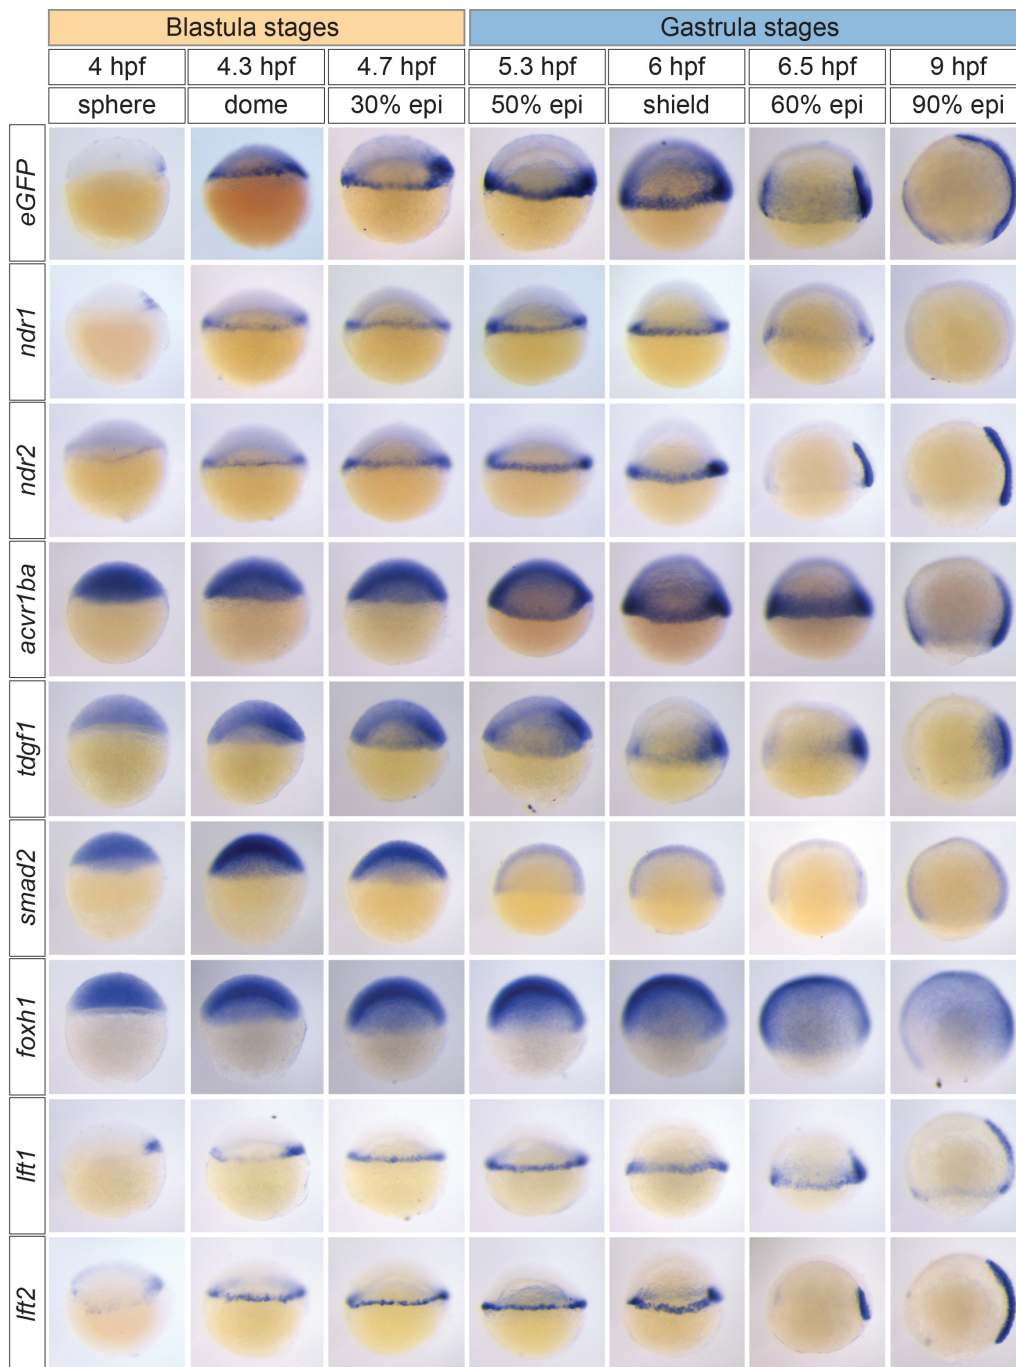 Blastula stages Gastrula stages
4 hpf 4.3 hpf 4.7 hpf 5.3 hpf 6 hpf 6.5 hpf 9 hpf
sphere dome 30% epi 50% epi shield 60% epi 90% epi
eGFP
ndr1
ndr2
acvr1ba
tdgf1
smad2
foxh1
lft1
lft2